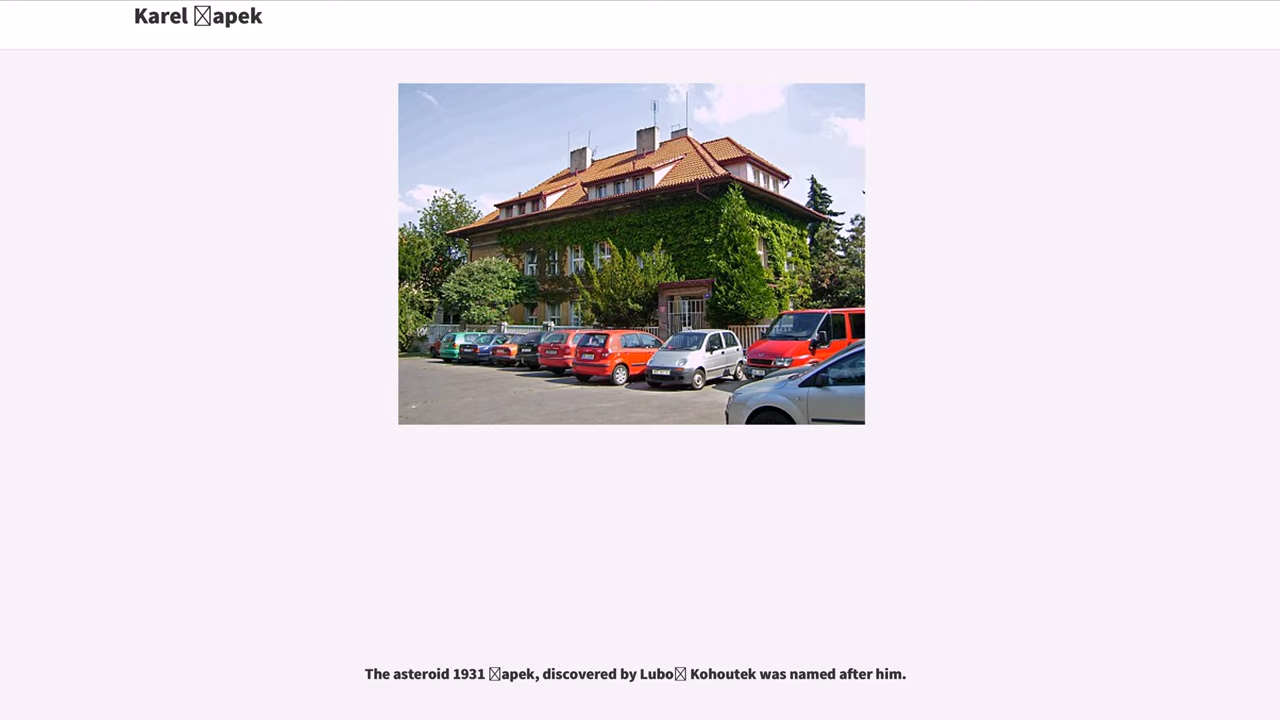 Karel ☒apek
The asteroid 1931 ☒apek, discovered by Lubo☒ Kohoutek was named after him.